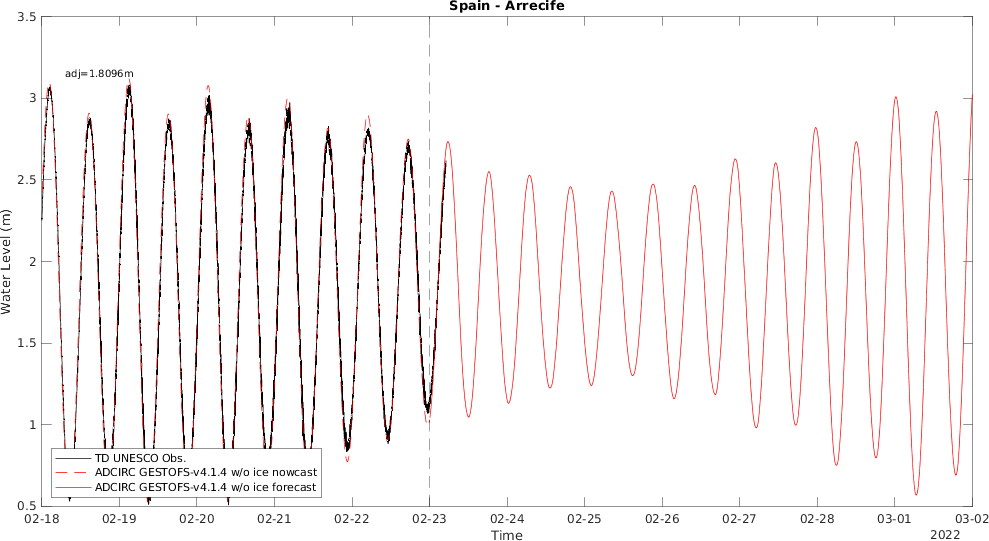 Spain - Arrecife
3.5
3
2.5
2
1.5
1
0.5
Water Level (m)
adj=1.8096m
TD UNESCO Obs.
ADCIRC GESTOFS-v4.1.4 w/o ice nowcast
ADCIRC GESTOFS-v4.1.4 w/o ice forecast
02-18 02-19 02-20 02-21 02-22 02-23 02-24 02-25 02-26 02-27 02-28 03-01 03-02
Time
2022